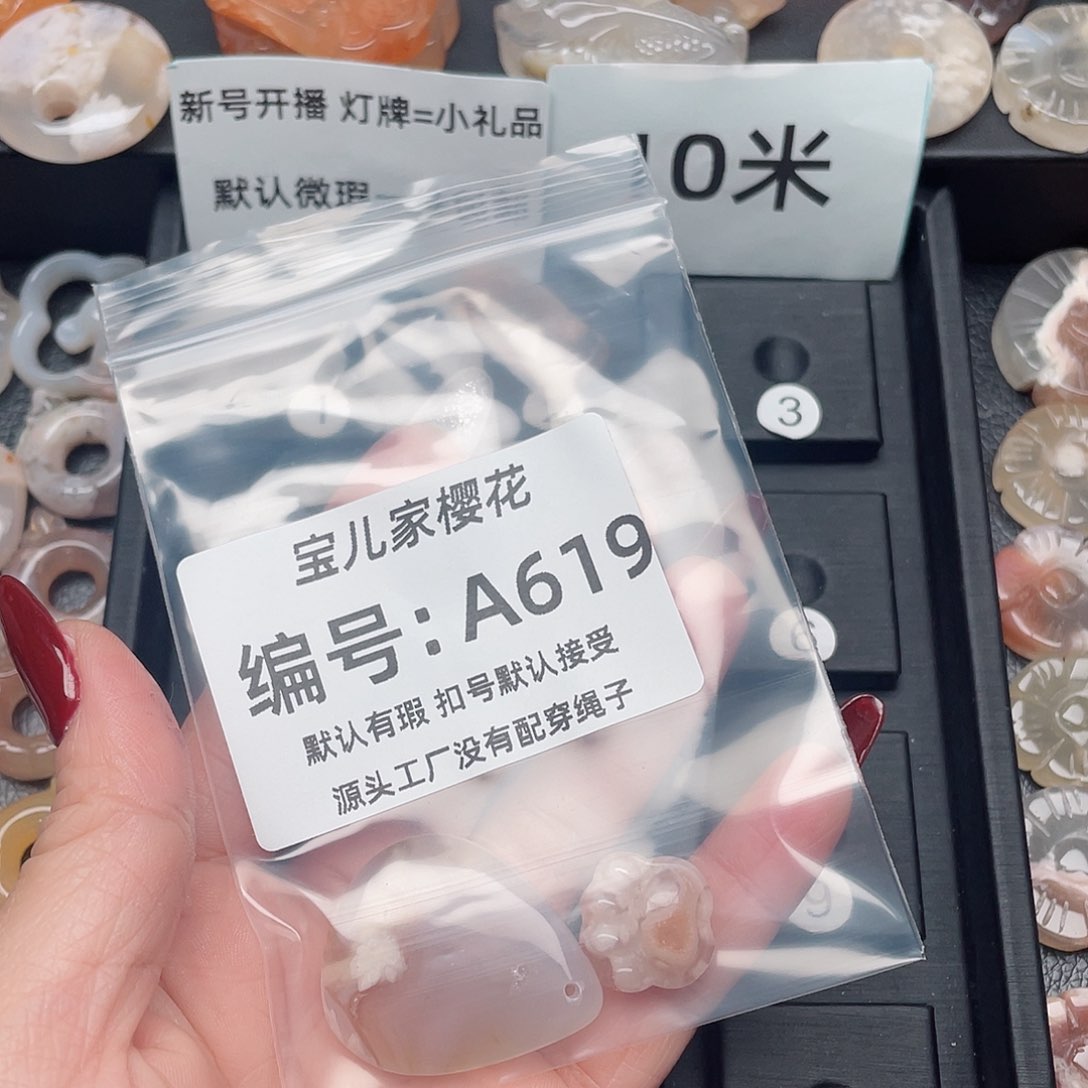 新号开播 灯牌=小礼品
默认微瑕
10米
3
宝儿家樱花
编号:A619
默认有瑕 扣号默认接受
源头工厂没有配穿绳子
6
9